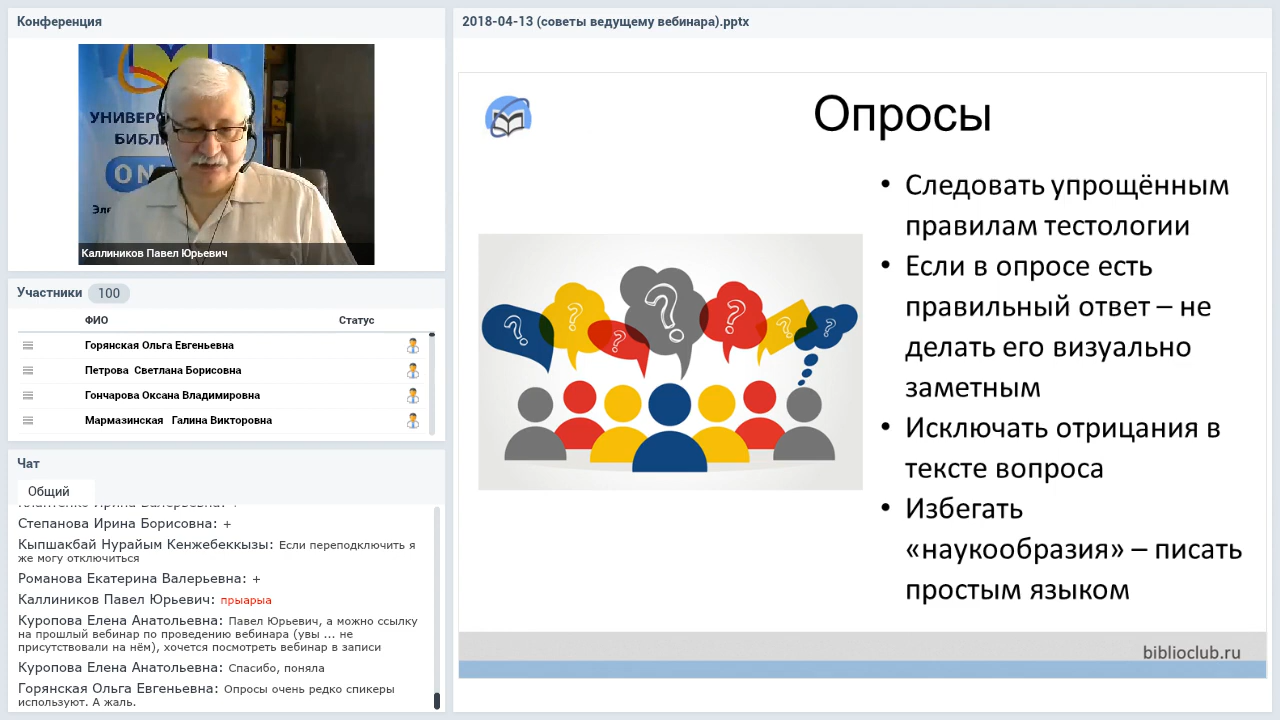 Конференция
УНИВЕР
БИБЛ
ON
Эле
Каллиников Павел Юрьевич
Участники 100
ФИО Статус
Горянская Ольга Евгеньевна
Петрова Светлана Борисовна
Гончарова Оксана Владимировна
Мармазинская Галина Викторовна
Чат
Общий
Степанова Ирина Борисовна: +
Кыпшакбай Нурайым Кенжебеккызы: Если переподключить я
же могу отключиться
Романова Екатерина Валерьевна: +
Каллиников Павел Юрьевич: прыарыа
Куропова Елена Анатольевна: Павел Юрьевич, а можно ссылку
на прошлый вебинар по проведению вебинара (увы ... не
присутствовали на нём), хочется посмотреть вебинар в записи
Куропова Елена Анатольевна: Спасибо, поняла
Горянская Ольга Евгеньевна: Опросы очень редко спикеры
используют. А жаль.
2018-04-13 (советы ведущему вебинара).pptx
Опросы
• Следовать упрощённым
правилам тестологии
• Если в опросе есть
правильный ответ – не
делать его визуально
заметным
• Исключать отрицания в
тексте вопроса
• Избегать
«наукообразия» – писать
простым языком
biblioclub.ru